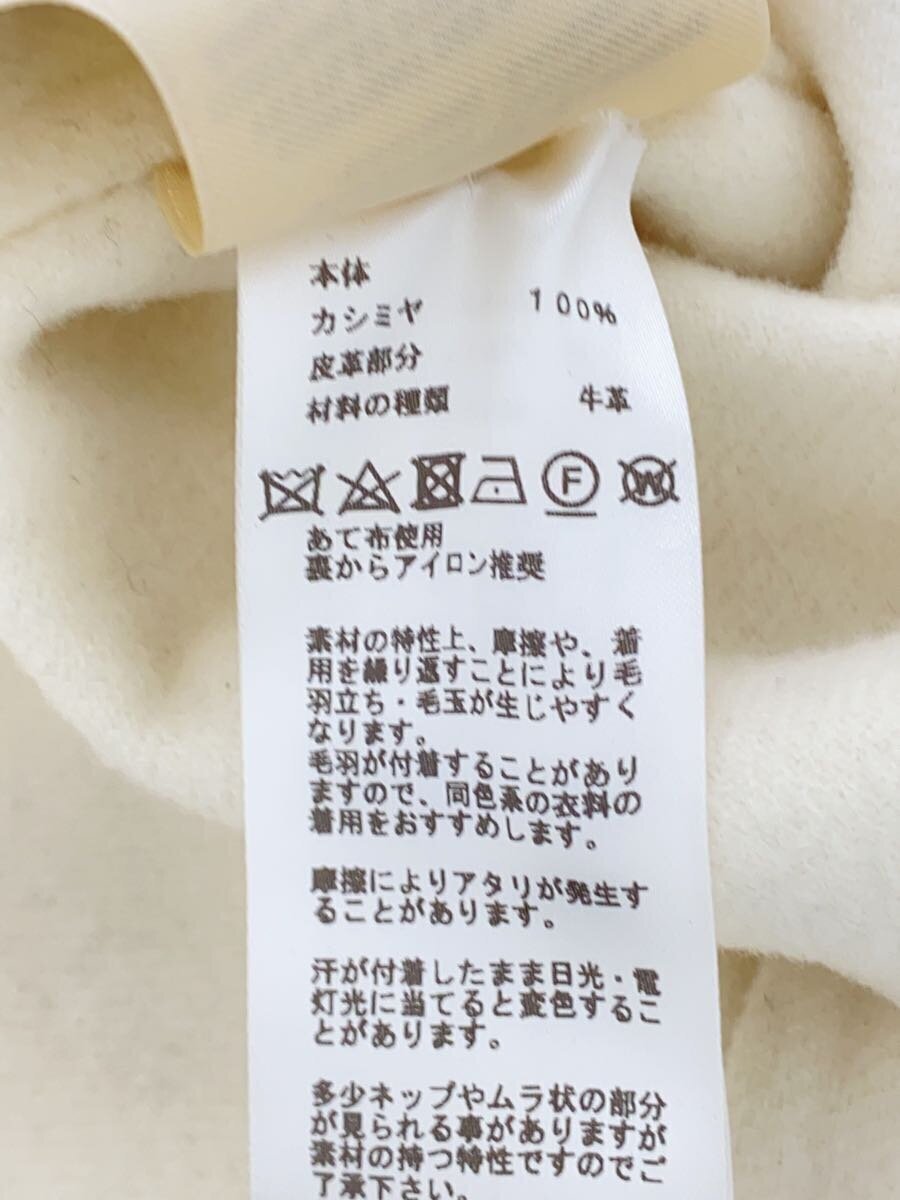 本体
カシミヤ 100%
皮革部分
材料の種類 牛革
F W
あて布使用
裏からアイロン推奨
素材の特性上、摩擦や、着
用を繰り返すことにより毛
羽立ち・毛玉が生じやすく
なります。
毛羽が付着することがあり
ますので、同色系の衣料の
着用をおすすめします。
摩擦によりアタリが発生す
ることがあります。
汗が付着したまま日光・電
灯光に当てると変色するこ
とがあります。
多少ネップやムラ状の部分
が見られる事がありますが
素材の持つ特性ですのでご
了承下さい。